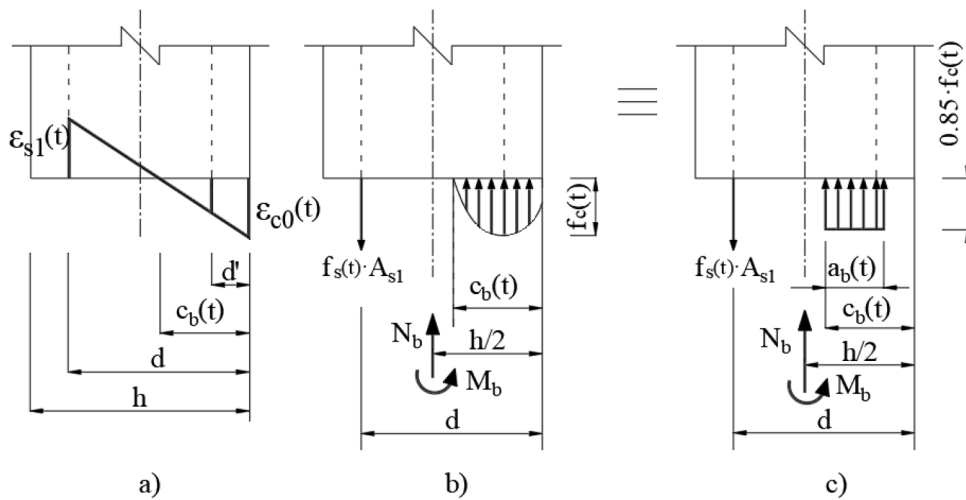 εs1(t)
εc0(t)
d'
cb(t)
d
h
a)
fs(t)·As1
fc(t)
cb(t)
Nb
h/2
Mb
d
b)
0.85·fc(t)
fs(t)·As1
ab(t)
cb(t)
Nb
h/2
Mb
d
c)